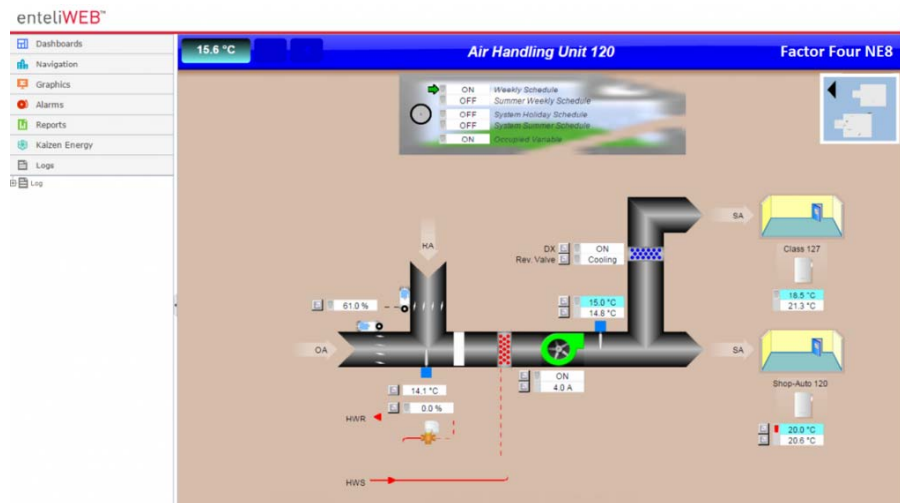 enteliWEB™
Dashboards
Navigation
Graphics
Alarms
Reports
Kaizen Energy
Logs
Log
15.6 °C
Air Handling Unit 120
Factor Four NE8
ON Weekly Schedule
OFF Summer Weekly Schedule
OFF System Holiday Schedule
OFF System Summer Schedule
ON Occupied Variable
HA
SA
DX ON
Rev. Valve Cooling
Class 127
18.5 °C
21.3 °C
61.0 %
15.0 °C
14.8 °C
OA
SA
ON
4.0 A
Shop-Auto 120
14.1 °C
0.0 %
HWR
20.0 °C
20.6 °C
HWS